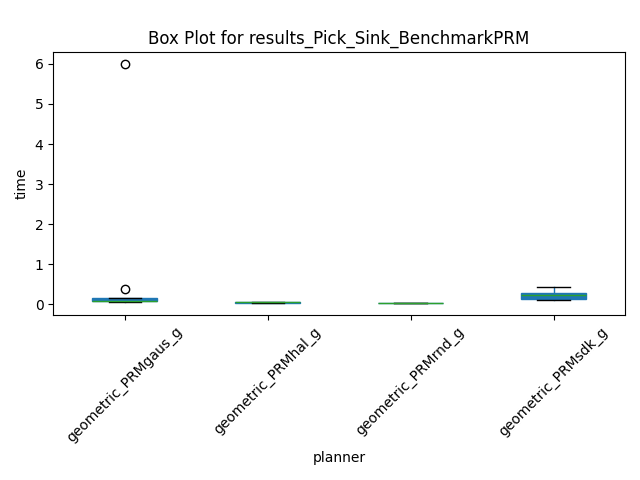 Box Plot for results_Pick_Sink_BenchmarkPRM
time
6
5
4
3
2
1
0
geometric_PRMgaus_g
geometric_PRMhal_g
geometric_PRMrnd_g
geometric_PRMsdk_g
planner